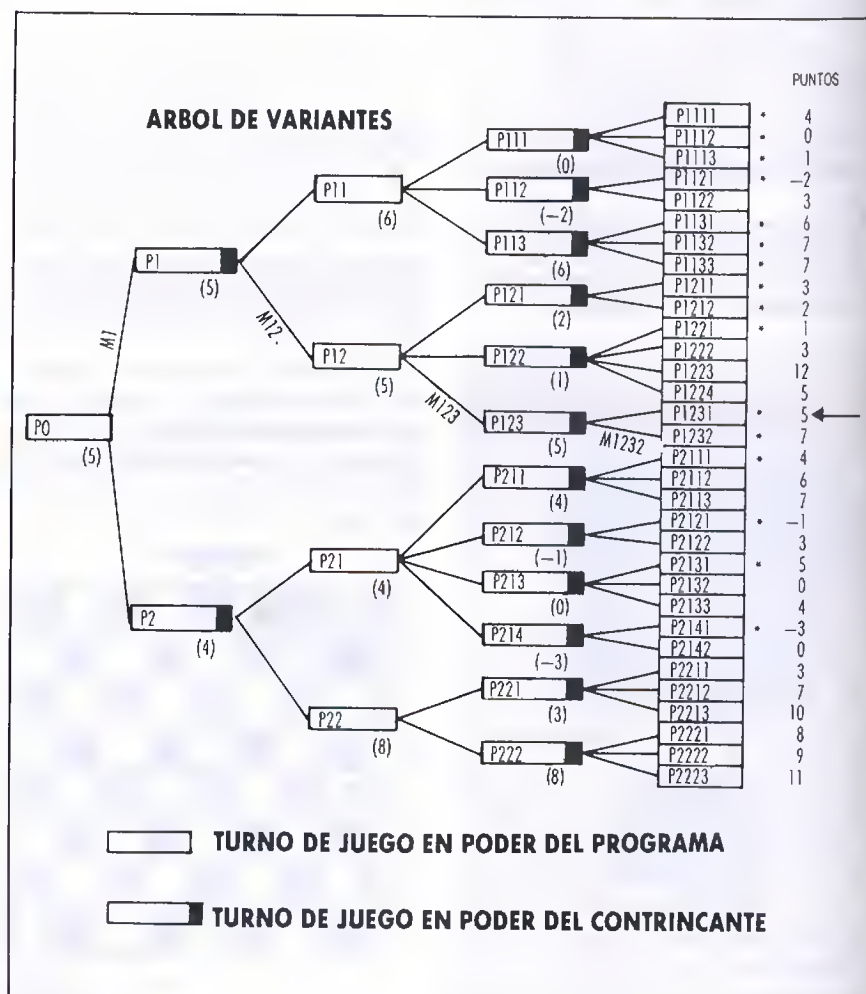 PUNTOS
ARBOL DE VARIANTES
P0
(5)
M1
P1
(5)
M12.
P2
(4)
P11
(6)
P12
(5)
M123
P21
(4)
P22
(8)
P111
(0)
P112
(−2)
P113
(6)
P121
(2)
P122
(1)
P123
(5)
M1232
P211
(4)
P212
(−1)
P213
(0)
P214
(−3)
P221
(3)
P222
(8)
P1111 * 4
P1112 * 0
P1113 * 1
P1121 * −2
P1122 3
P1131 * 6
P1132 * 7
P1133 * 7
P1211 * 3
P1212 * 2
P1221 * 1
P1222 3
P1223 12
P1224 5
P1231 * 5
P1232 * 7
P2111 * 4
P2112 6
P2113 7
P2121 * −1
P2122 3
P2131 * 5
P2132 0
P2133 4
P2141 * −3
P2142 0
P2211 3
P2212 7
P2213 10
P2221 8
P2222 9
P2223 11
TURNO DE JUEGO EN PODER DEL PROGRAMA
TURNO DE JUEGO EN PODER DEL CONTRINCANTE